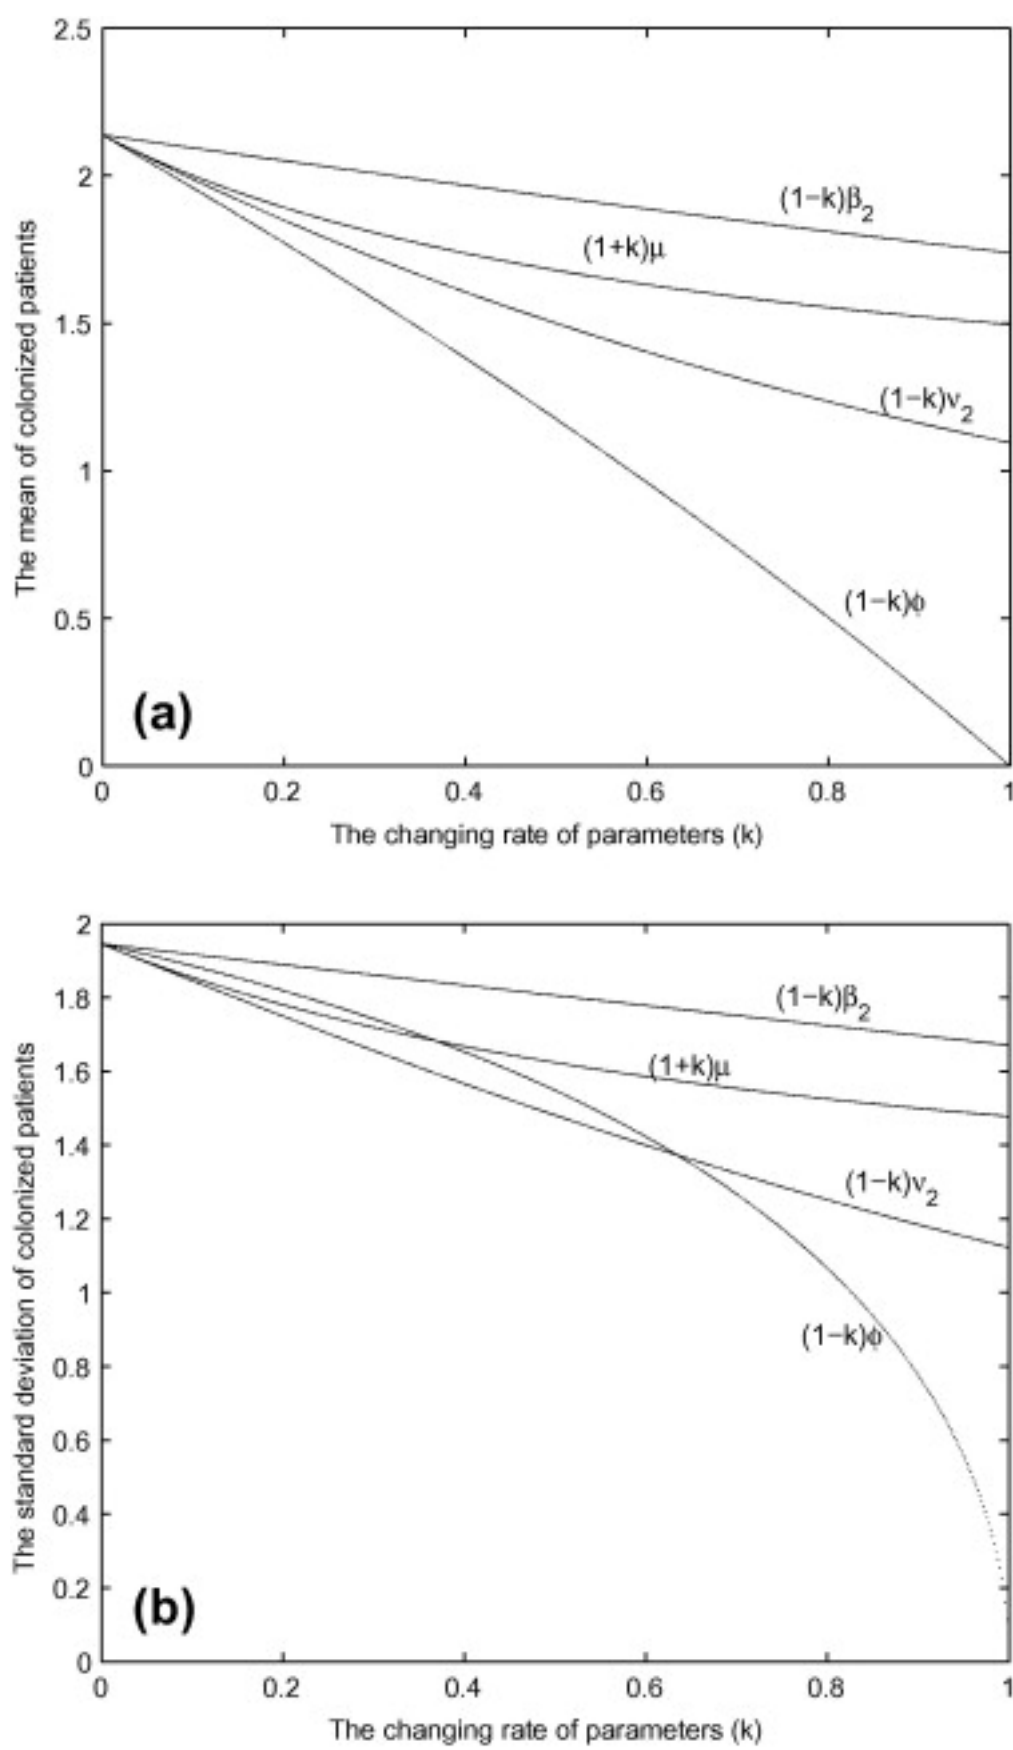 2.5
2
1.5
1
0.5
0
The mean of colonized patients
(1−k)β2
(1+k)μ
(1−k)ν2
(1−k)ϕ
(a)
0 0.2 0.4 0.6 0.8 1
The changing rate of parameters (k)
2
1.8
1.6
1.4
1.2
1
0.8
0.6
0.4
0.2
0
The standard deviation of colonized patients
(1−k)β2
(1+k)μ
(1−k)ν2
(1−k)ϕ
(b)
0 0.2 0.4 0.6 0.8 1
The changing rate of parameters (k)